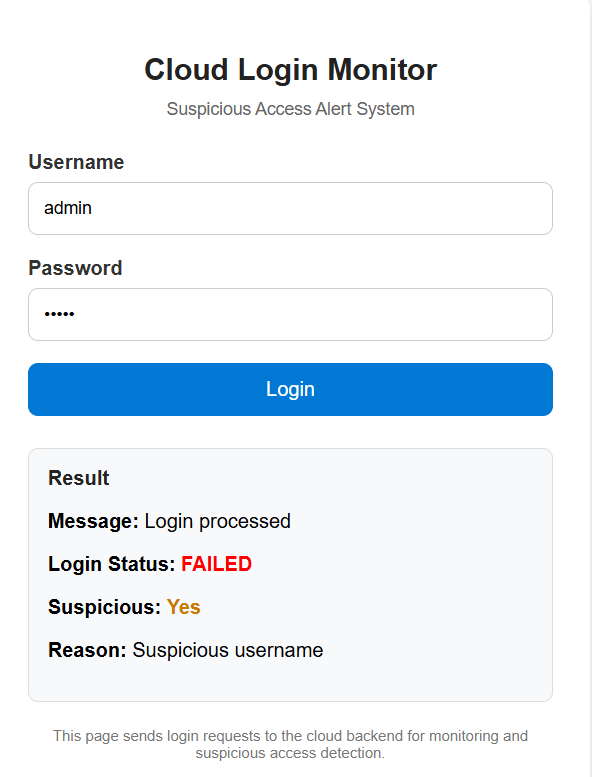 Cloud Login Monitor
Suspicious Access Alert System
Username
admin
Password
•••••
Login
Result
Message: Login processed
Login Status: FAILED
Suspicious: Yes
Reason: Suspicious username
This page sends login requests to the cloud backend for monitoring and
suspicious access detection.